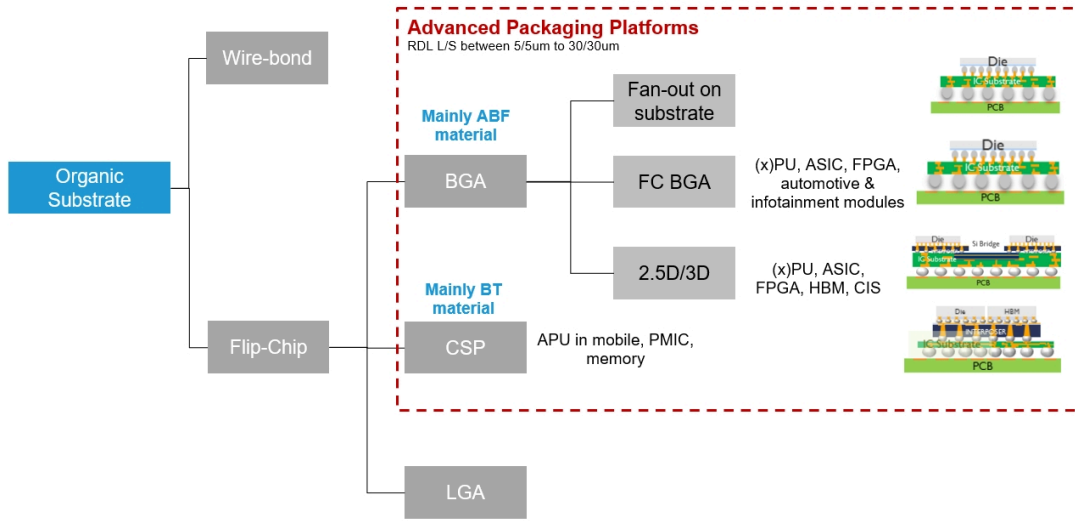 Advanced Packaging Platforms
RDL L/S between 5/5um to 30/30um
Wire-bond
Organic
Substrate
Flip-Chip
Mainly ABF
material
BGA
Mainly BT
material
CSP
APU in mobile, PMIC,
memory
LGA
Fan-out on
substrate
FC BGA
(x)PU, ASIC, FPGA,
automotive &
infotainment modules
2.5D/3D
(x)PU, ASIC,
FPGA, HBM, CIS
Die
IC Substrate
PCB
Die
IC Substrate
PCB
Die
Si Bridge
Die
IC Substrate
PCB
Die
HBM
INTERPOSER
IC Substrate
PCB